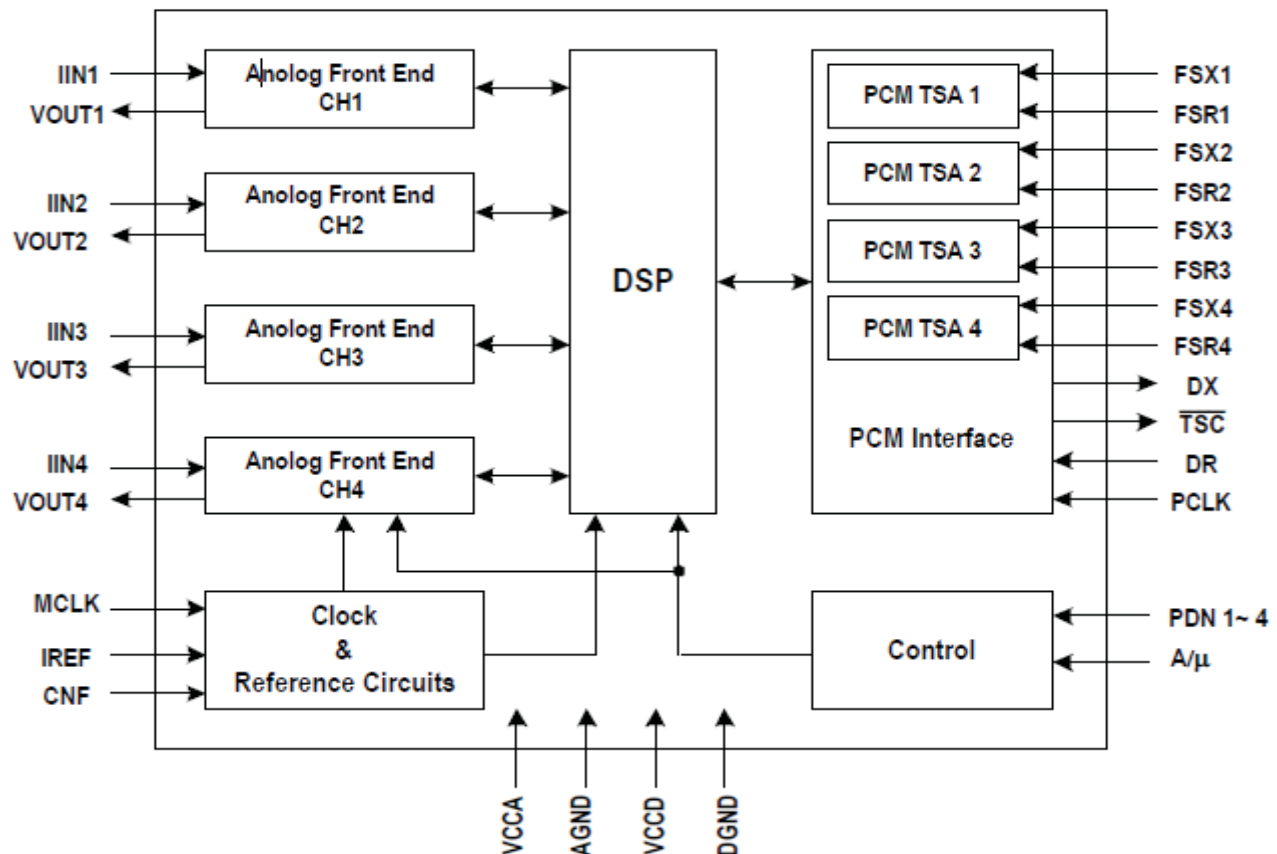 IIN1
VOUT1
IIN2
VOUT2
IIN3
VOUT3
IIN4
VOUT4
MCLK
IREF
CNF
Anolog Front End
CH1
Anolog Front End
CH2
Anolog Front End
CH3
Anolog Front End
CH4
Clock
&
Reference Circuits
DSP
PCM TSA 1
PCM TSA 2
PCM TSA 3
PCM TSA 4
PCM Interface
Control
FSX1
FSR1
FSX2
FSR2
FSX3
FSR3
FSX4
FSR4
DX
T̅S̅C̅
DR
PCLK
PDN 1~ 4
A/μ
VCCA
AGND
VCCD
DGND